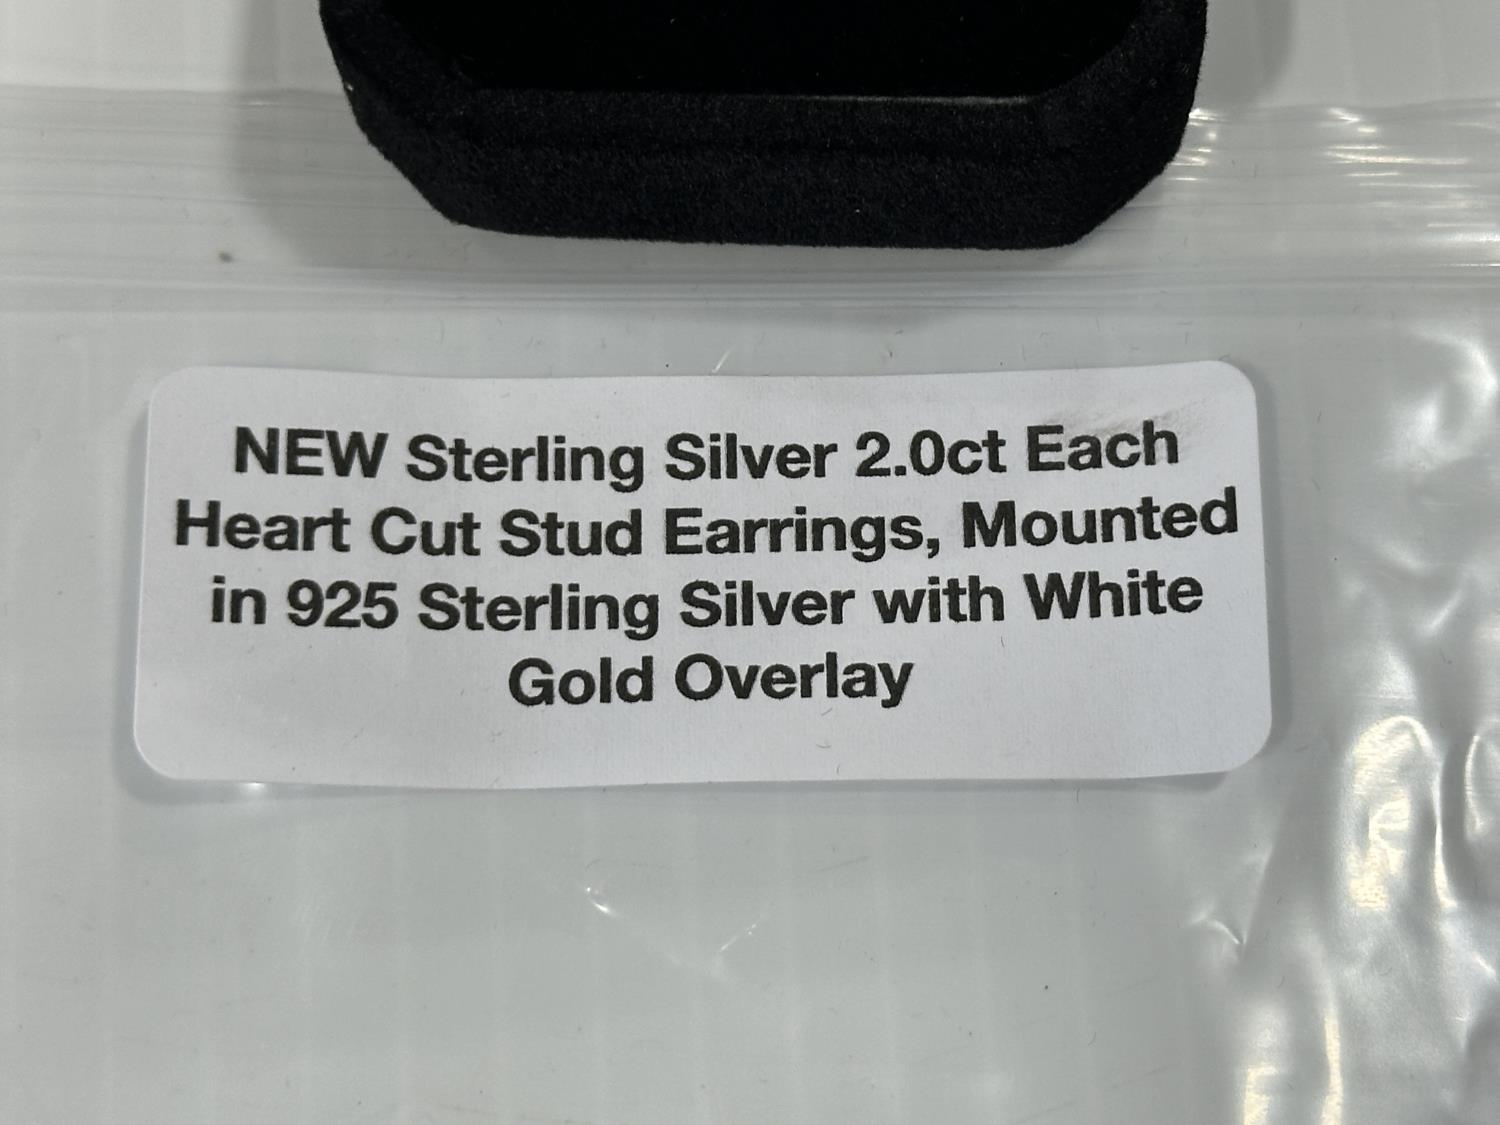 NEW Sterling Silver 2.0ct Each
Heart Cut Stud Earrings, Mounted
in 925 Sterling Silver with White
Gold Overlay